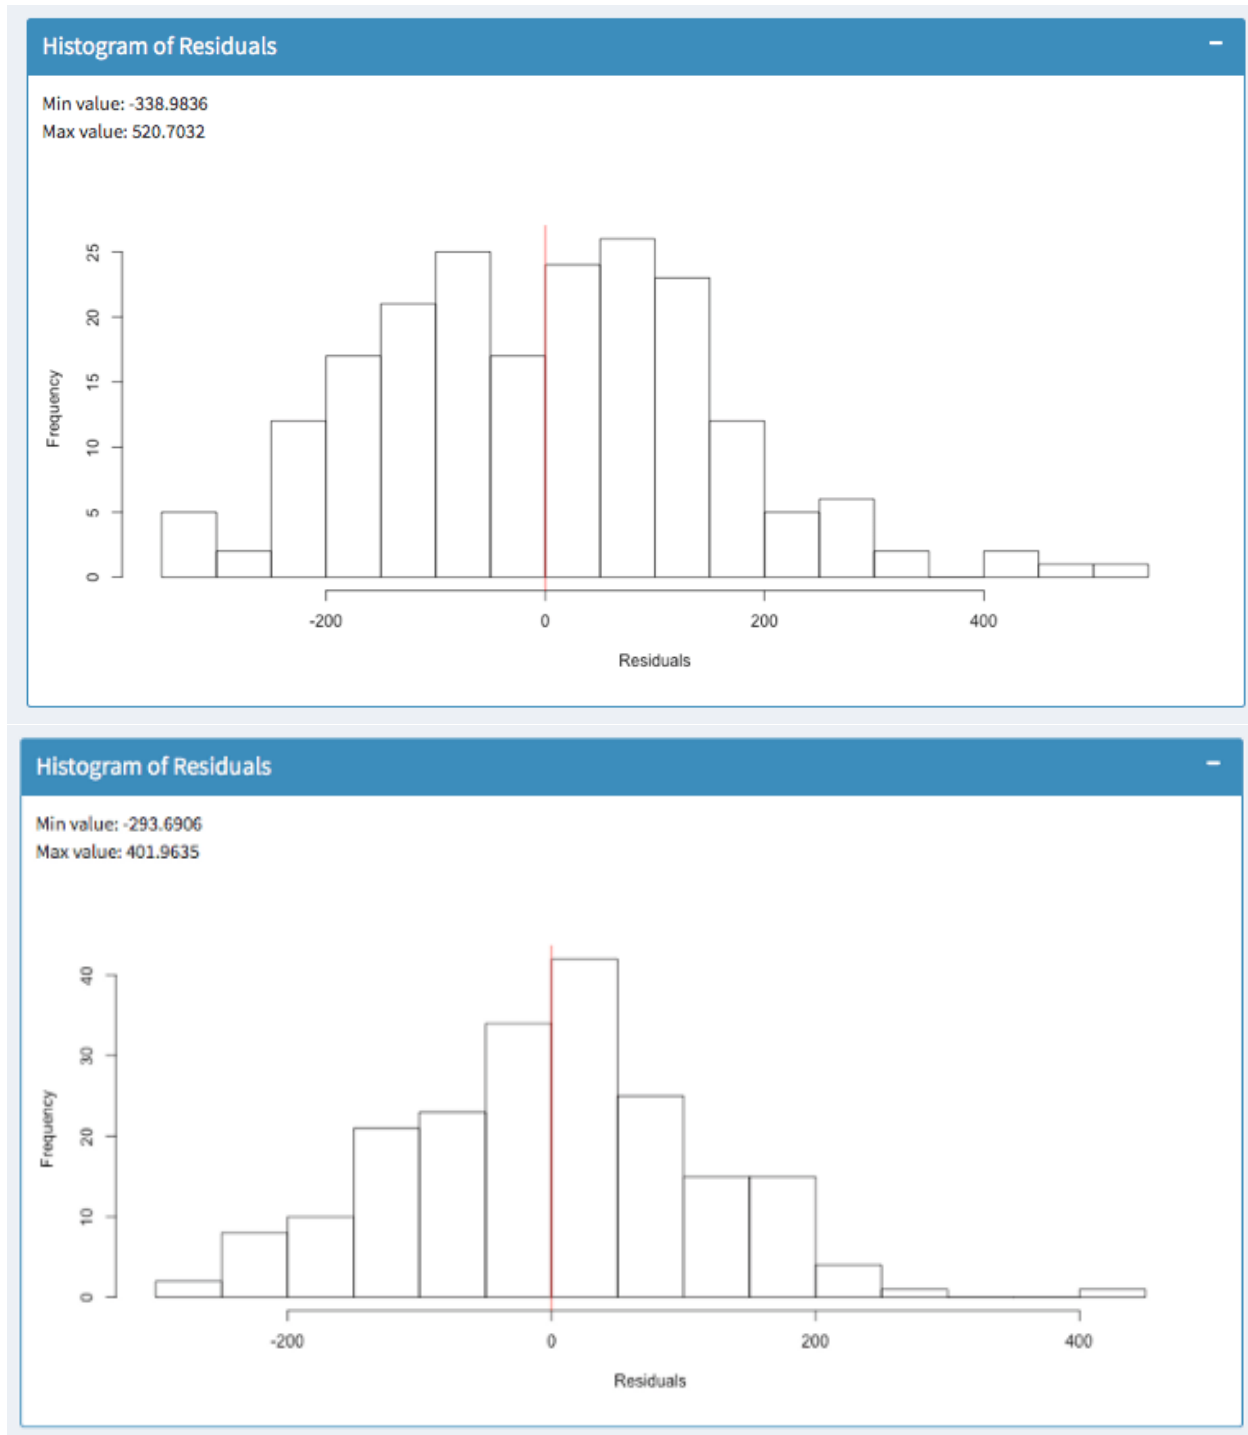 Histogram of Residuals
Min value: -338.9836
Max value: 520.7032
25
20
15
10
5
0
Frequency
-200 0 200 400
Residuals
Histogram of Residuals
Min value: -293.6906
Max value: 401.9635
40
30
20
10
0
Frequency
-200 0 200 400
Residuals